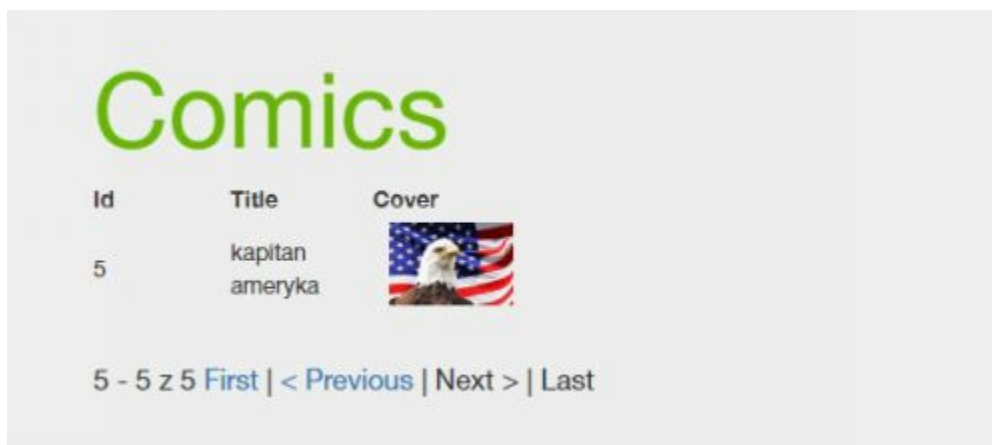 Comics
Id Title Cover
5 kapitan
ameryka
5 - 5 z 5 First | < Previous | Next > | Last